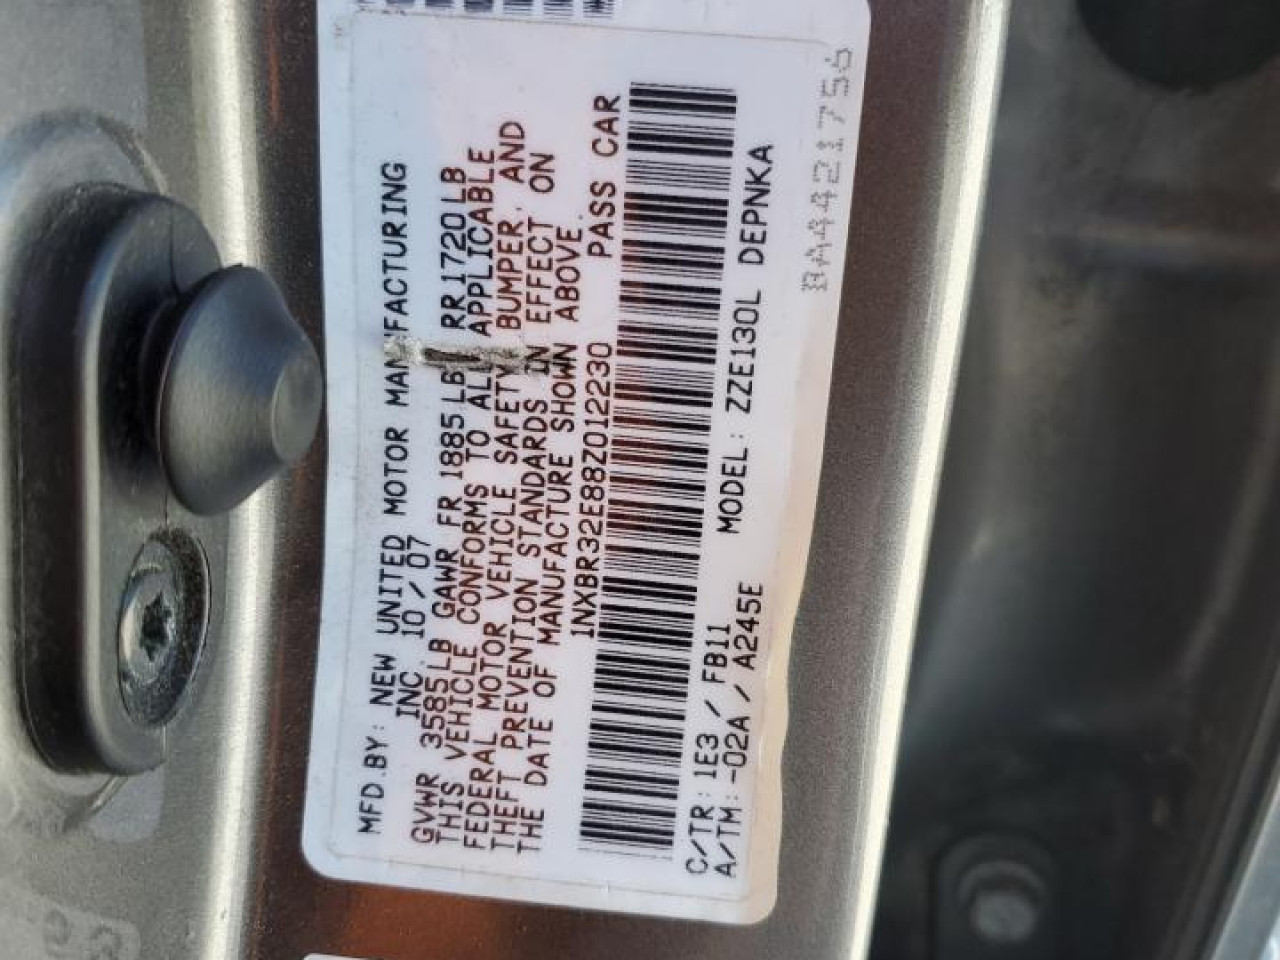 MFD.BY: NEW UNITED MOTOR MANUFACTURING
INC. 10/07
GVWR 3585LB GAWR FR 1885LB RR1720LB
THIS VEHICLE CONFORMS TO ALL APPLICABLE
FEDERAL MOTOR VEHICLE SAFETY, BUMPER, AND
THEFT PREVENTION STANDARDS IN EFFECT ON
THE DATE OF MANUFACTURE SHOWN ABOVE.
1NXBR32E88Z012230 PASS CAR
C/TR: 1E3 / FB11 MODEL: ZZE130L DEPNKA
A/TM: -02A / A245E
BA4421756